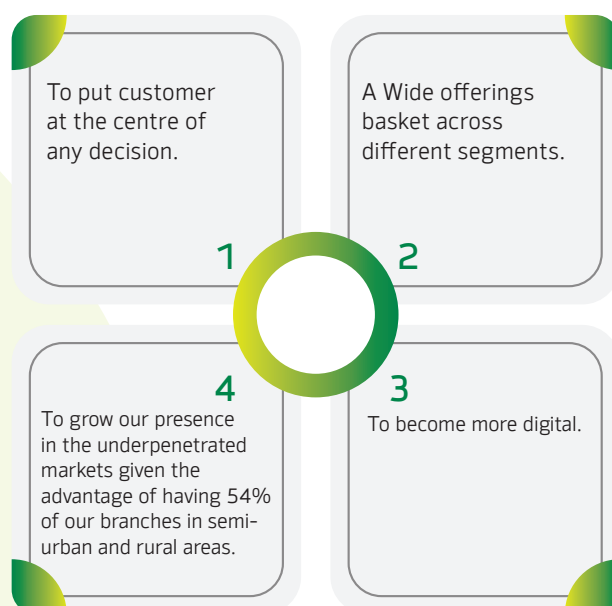 To put customer
at the centre of
any decision.
1
A Wide offerings
basket across
different segments.
2
3
To become more digital.
4
To grow our presence
in the underpenetrated
markets given the
advantage of having 54%
of our branches in semi-
urban and rural areas.